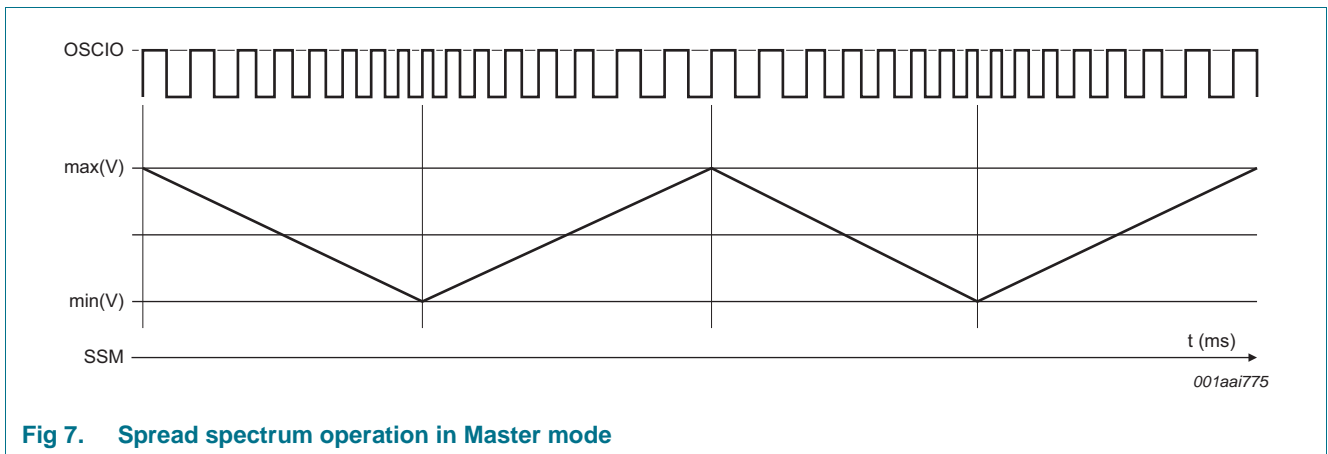 OSCIO
max(V)
min(V)
SSM
t (ms)
001aai775
Fig 7. Spread spectrum operation in Master mode